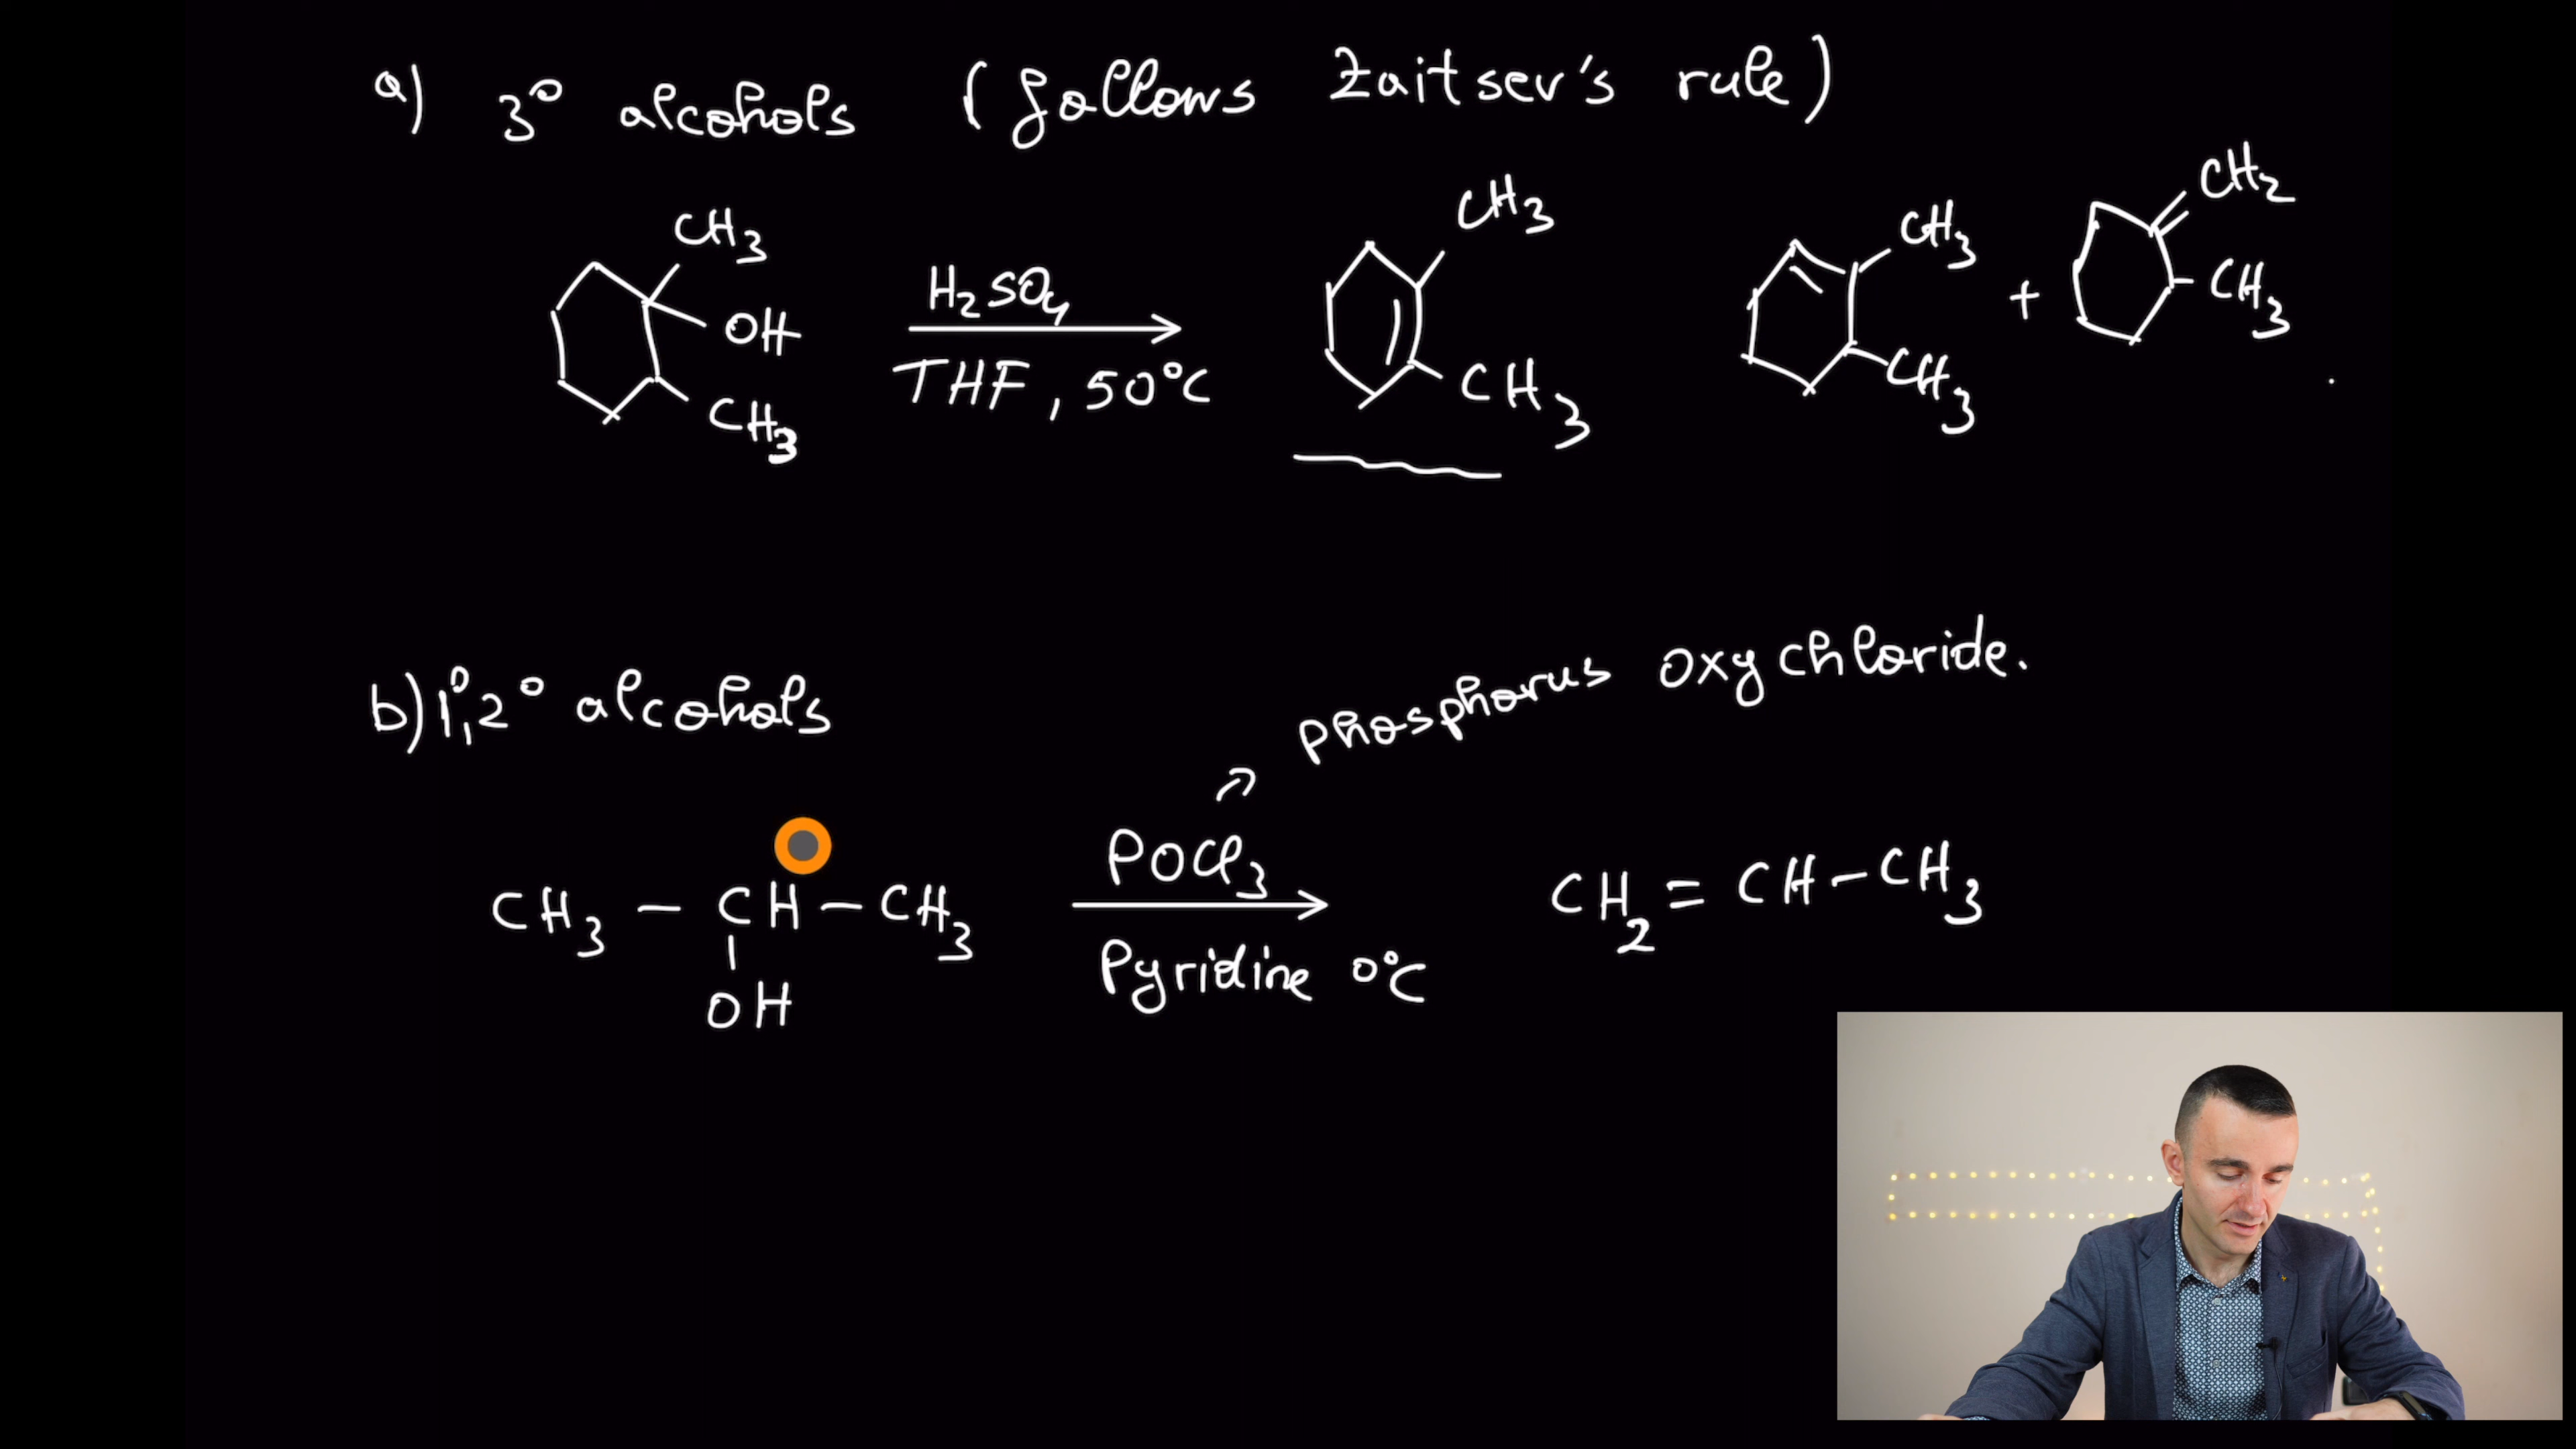 a) 3° alcohols (follows Zaitsev's rule)
CH3
OH
CH3
H2SO4
THF, 50°C
CH3
CH3
CH3
CH3
+
CH2
CH3
b) 1°, 2° alcohols
phosphorus oxychloride.
CH3 – CH – CH3
OH
POCl3
Pyridine 0°C
CH2 = CH – CH3